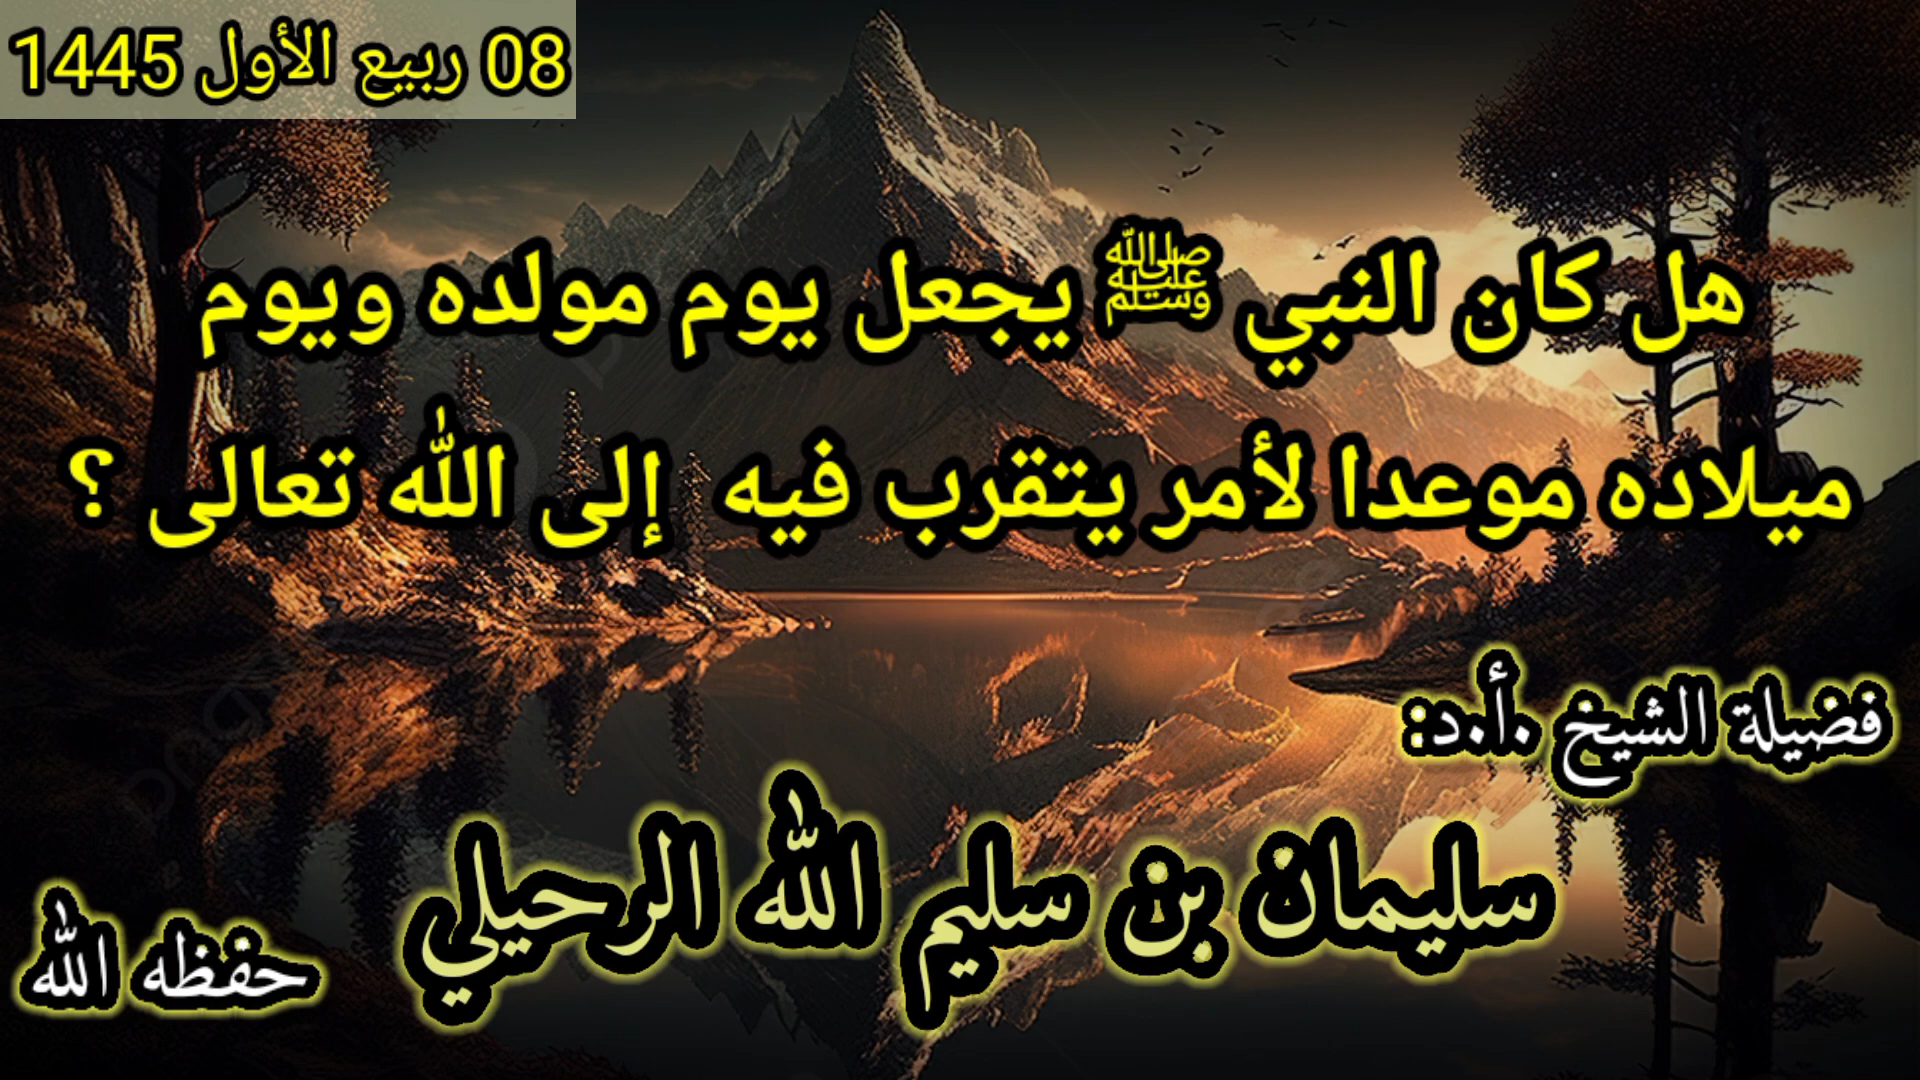 08 ربيع الأول 1445
هل كان النبي ﷺ يجعل يوم مولده ويوم
ميلاده موعدا لأمر يتقرب فيه إلى الله تعالى ؟
فضيلة الشيخ .أ.د:
سليمان بن سليم الله الرحيلي
حفظه الله